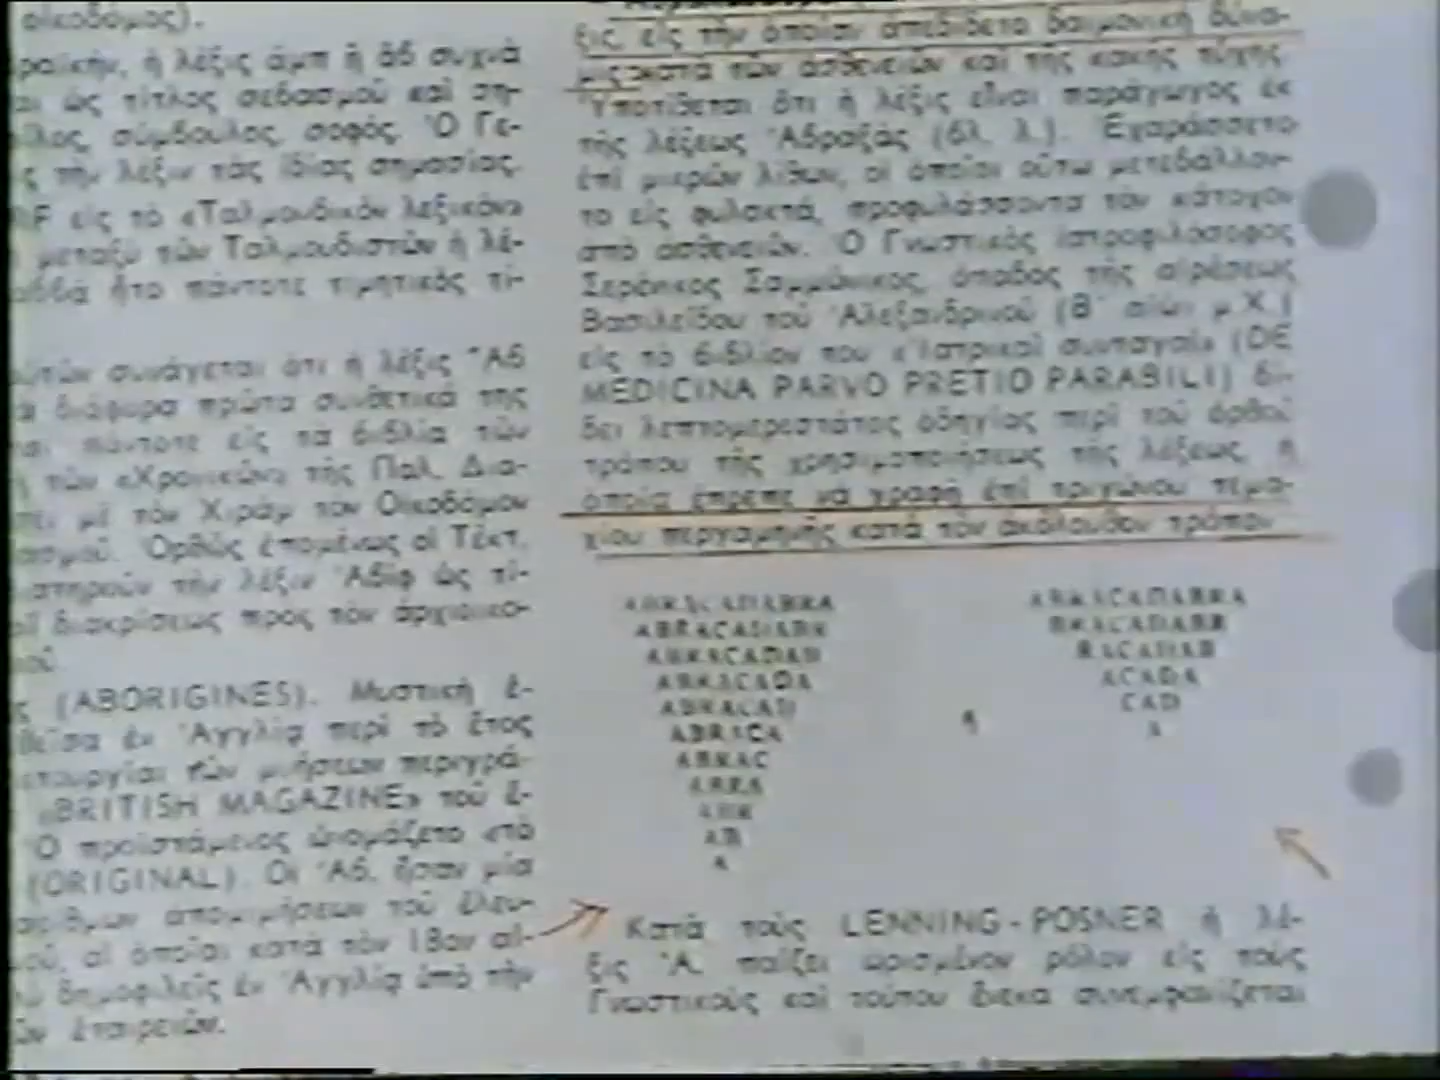 οἰκοδόμος).
ἡ λέξις ἀμπ ἢ ἀβ συχνὰ
ὡς τίτλος σεβασμοῦ καὶ ση-
σύμβουλος, σοφός. Ὁ Γε-
τὴν λέξιν τὰς ἰδίας σημασίας.
εἰς τὸ «Ταλμουδικὸν λεξικὸν»
μεταξὺ τῶν Ταλμουδιστῶν ἡ λέ-
ἦτο πάντοτε τιμητικὸς τί-
συνάγεται ὅτι ἡ λέξις Ἀβ
διάφορα πρῶτα συνθετικὰ τῆς
πάντοτε εἰς τὰ βιβλία τῶν
τῶν «Χρονικῶν» τῆς Παλ. Δια-
μὲ τὸν Χιρὰμ τὸν Οἰκοδόμον
Ὀρθῶς ἑπομένως οἱ Τέκτ.
τὴν λέξιν Ἀβὶφ ὡς τί-
διακρίσεως πρὸς τὸν ἀρχιοικο-
(ABORIGINES). Μυστικὴ ἑ-
ἐν Ἀγγλίᾳ περὶ τὸ ἔτος
τῶν μυήσεων περιγρά-
«BRITISH MAGAZINE» τοῦ ἔ-
Ὁ προϊστάμενος ὠνομάζετο «τὸ
(ORIGINAL). Οἱ Ἀβ. ἦσαν μία
ἀπομιμήσεων τοῦ ἐλευ-
αἱ ὁποῖαι κατὰ τὸν 18ον αἰ-
δημοφιλεῖς ἐν Ἀγγλίᾳ ὑπὸ τὴν
ἑταιρειῶν.
ξις, εἰς τὴν ὁποίαν ἀπεδίδετο δαιμονικὴ δύνα-
μις κατὰ τῶν ἀσθενειῶν καὶ τῆς κακῆς τύχης.
Ὑποτίθεται ὅτι ἡ λέξις εἶναι παράγωγος ἐκ
τῆς λέξεως Ἀβραξάς (βλ. λ.). Ἐχαράσσετο
ἐπὶ μικρῶν λίθων, οἱ ὁποῖοι οὕτω μετεβάλλον-
το εἰς φυλακτά, προφυλάσσοντα τὸν κάτοχον
ἀπὸ ἀσθενειῶν. Ὁ Γνωστικὸς ἰατροφιλόσοφος
Σερένικος Σαμμώνικος, ὀπαδὸς τῆς αἱρέσεως
Βασιλείδου τοῦ Ἀλεξανδρινοῦ (Β΄ αἰὼν μ.Χ.)
εἰς τὸ βιβλίον του «Ἰατρικαὶ συνταγαὶ» (DE
MEDICINA PARVO PRETIO PARABILI) δί-
δει λεπτομερεστάτας ὁδηγίας περὶ τοῦ ὀρθοῦ
τρόπου τῆς χρησιμοποιήσεως τῆς λέξεως, ἡ
ὁποία ἔπρεπε νὰ γραφῇ ἐπὶ τριγώνου τεμα-
χίου περγαμηνῆς κατὰ τὸν ἀκόλουθον τρόπον
ABRACADABRA
ABRACADABR
ABRACADAB
ABRACADA
ABRACAD
ABRACA
ABRAC
ABRA
ABR
AB
A
ἢ
ABRACADABRA
BRACADABR
RACADAB
ACADA
CAD
A
Κατὰ τοὺς LENNING - POSNER ἡ λέ-
ξις Ἀ. παίζει ὡρισμένον ρόλον εἰς τοὺς
Γνωστικοὺς καὶ τούτου ἕνεκα συνεμφανίζεται